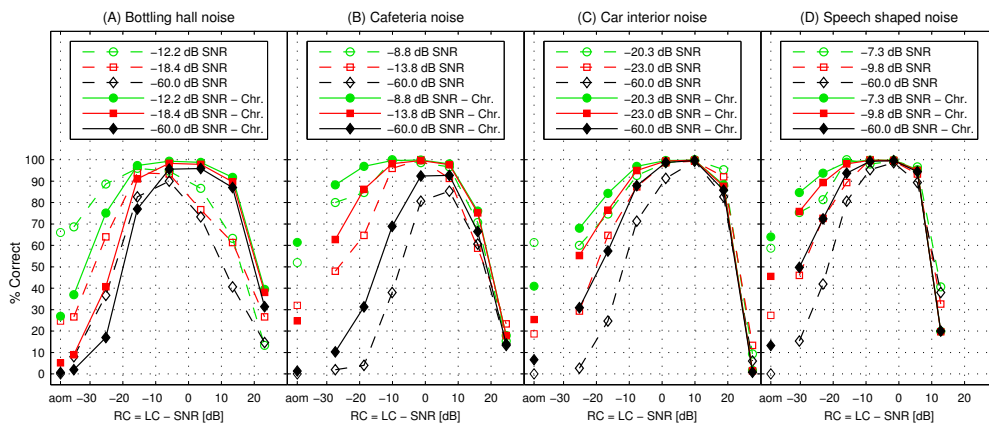 (A) Bottling hall noise
(B) Cafeteria noise
(C) Car interior noise
(D) Speech shaped noise
−12.2 dB SNR
−18.4 dB SNR
−60.0 dB SNR
−12.2 dB SNR − Chr.
−18.4 dB SNR − Chr.
−60.0 dB SNR − Chr.
−8.8 dB SNR
−13.8 dB SNR
−60.0 dB SNR
−8.8 dB SNR − Chr.
−13.8 dB SNR − Chr.
−60.0 dB SNR − Chr.
−20.3 dB SNR
−23.0 dB SNR
−60.0 dB SNR
−20.3 dB SNR − Chr.
−23.0 dB SNR − Chr.
−60.0 dB SNR − Chr.
−7.3 dB SNR
−9.8 dB SNR
−60.0 dB SNR
−7.3 dB SNR − Chr.
−9.8 dB SNR − Chr.
−60.0 dB SNR − Chr.
% Correct
100
90
80
70
60
50
40
30
20
10
0
aom −30 −20 −10 0 10 20
aom −30 −20 −10 0 10 20
aom −30 −20 −10 0 10 20
aom −30 −20 −10 0 10 20
RC = LC − SNR [dB]
RC = LC − SNR [dB]
RC = LC − SNR [dB]
RC = LC − SNR [dB]